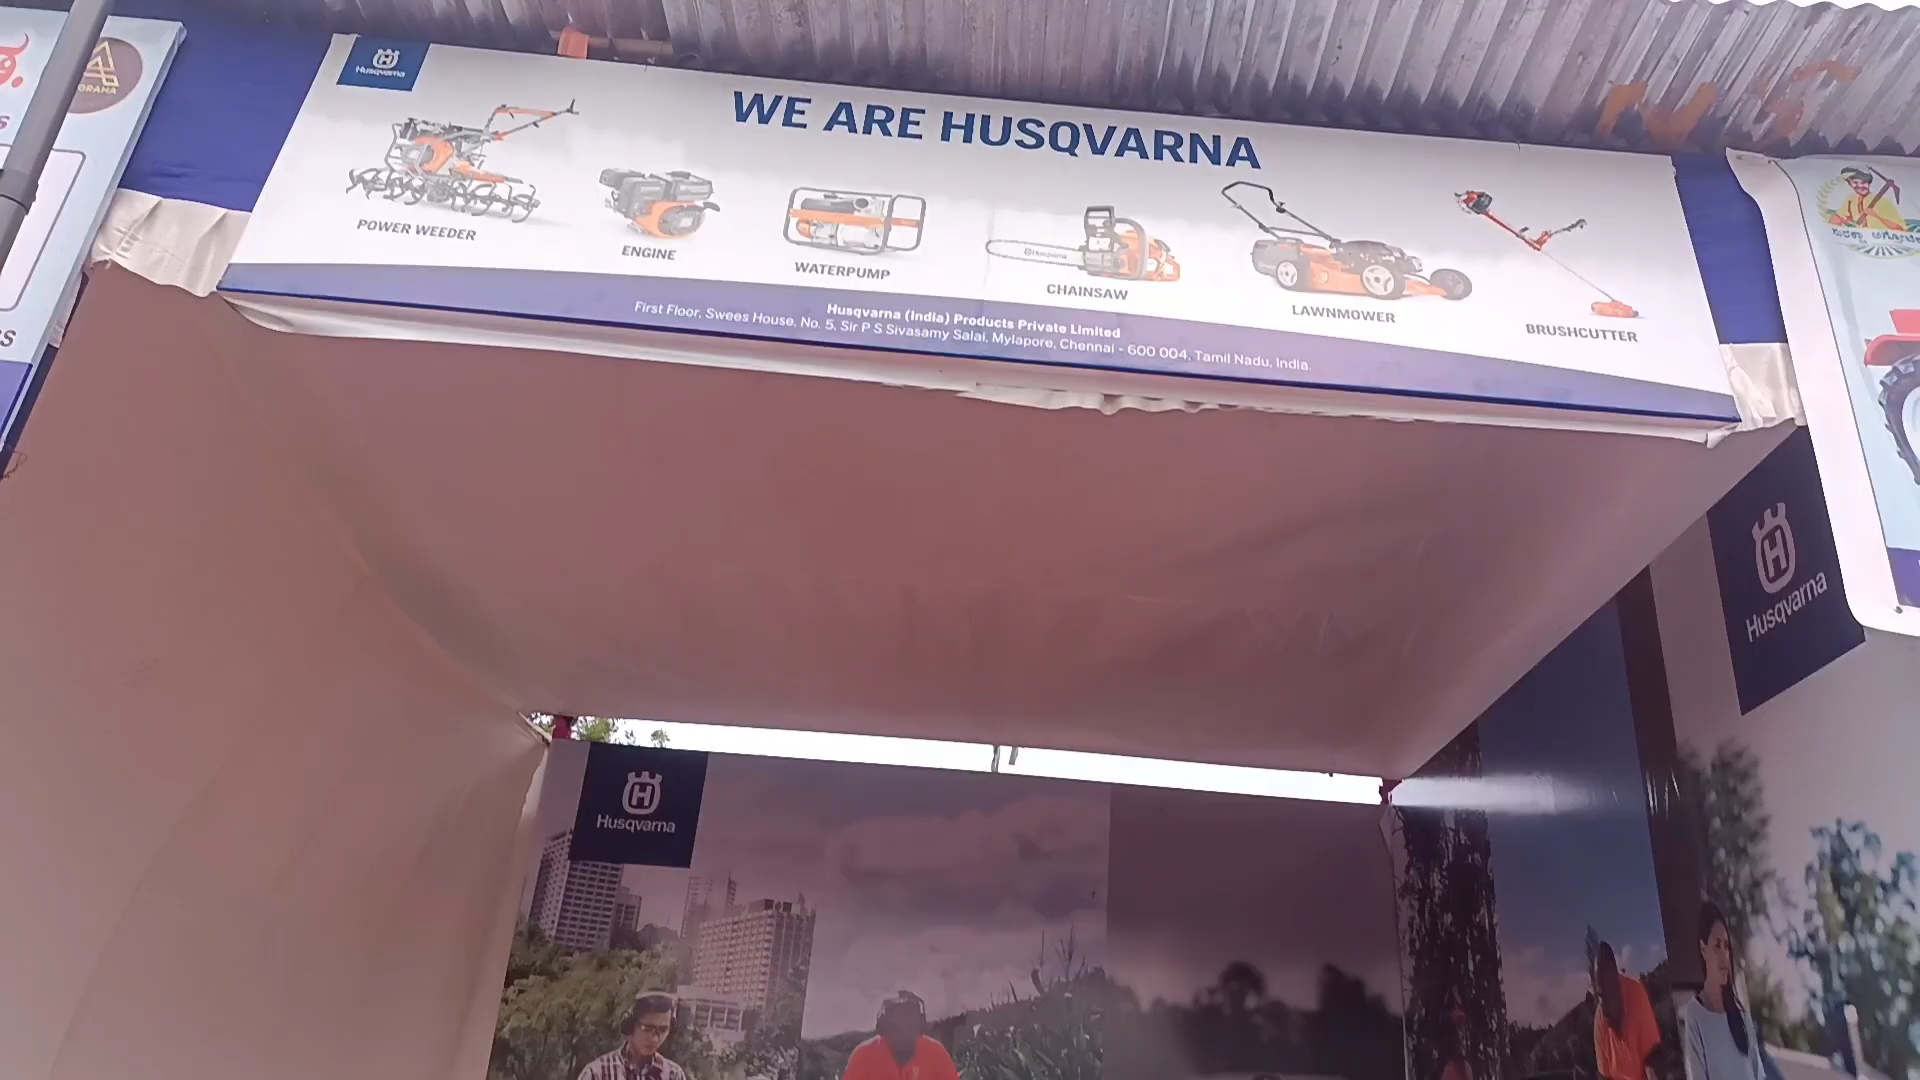 Husqvarna
WE ARE HUSQVARNA
POWER WEEDER
ENGINE
WATERPUMP
CHAINSAW
Husqvarna
LAWNMOWER
BRUSHCUTTER
Husqvarna (India) Products Private Limited
First Floor, Swees House, No. 5, Sir P S Sivasamy Salai, Mylapore, Chennai - 600 004, Tamil Nadu, India.
Husqvarna
Husqvarna